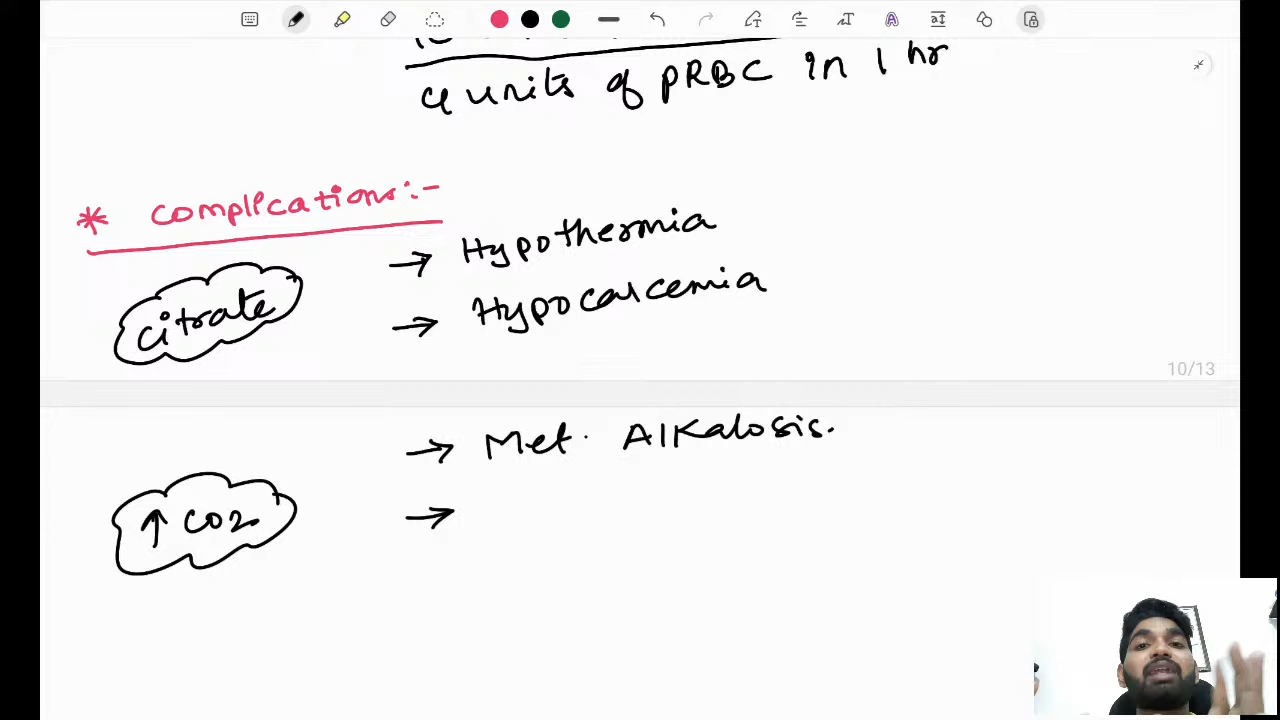 4 units of PRBC in 1 hr
* Complications:-
→ Hypothermia
citrate
→ Hypocalcemia
10/13
→ Met. Alkalosis.
↑ CO2
→